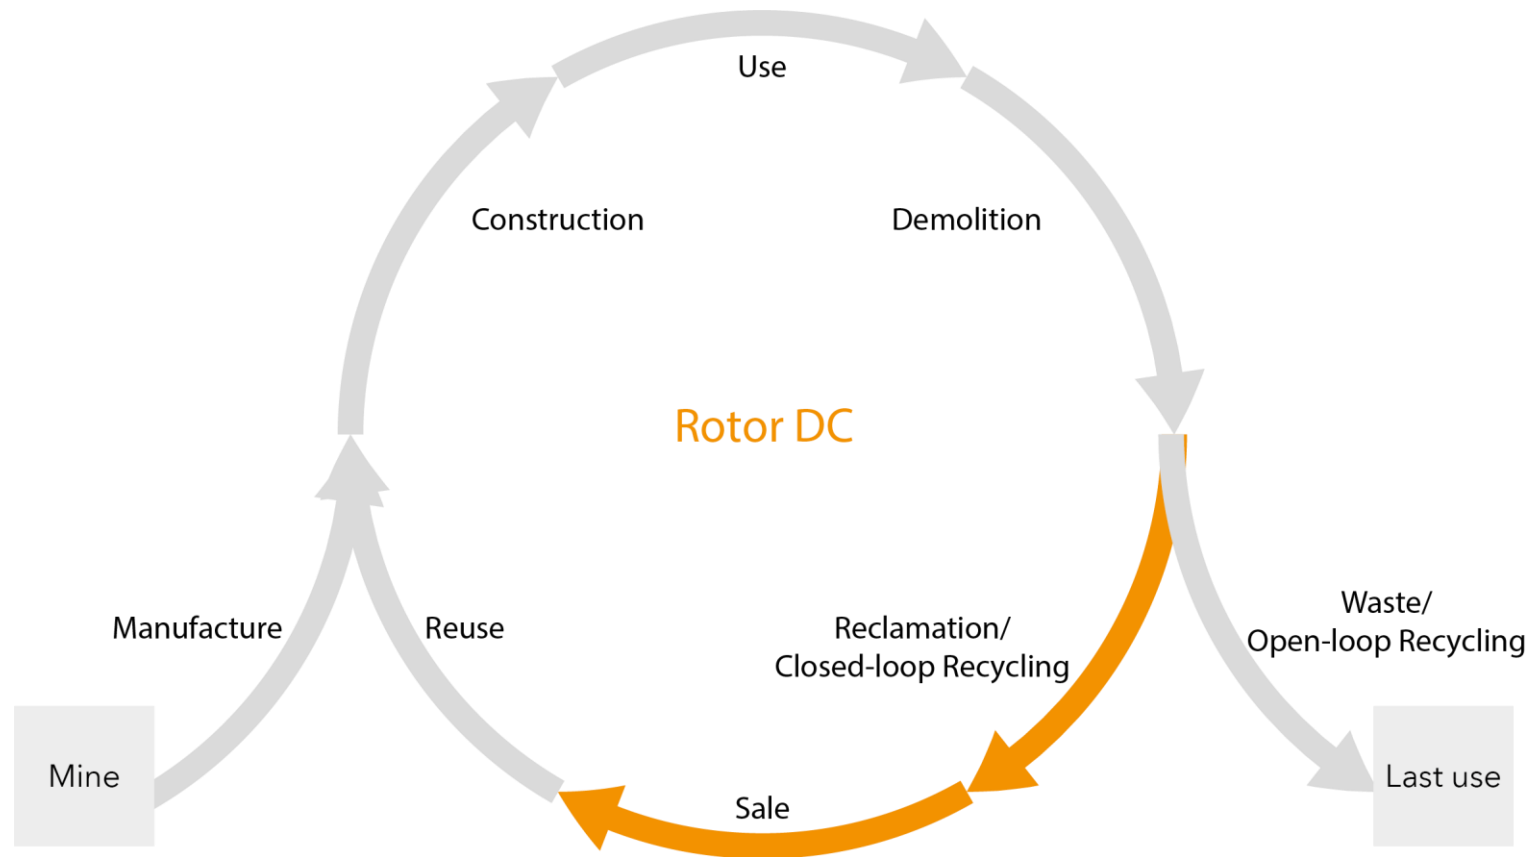 Use
Construction
Demolition
Rotor DC
Manufacture
Reuse
Reclamation/
Closed-loop Recycling
Waste/
Open-loop Recycling
Mine
Sale
Last use